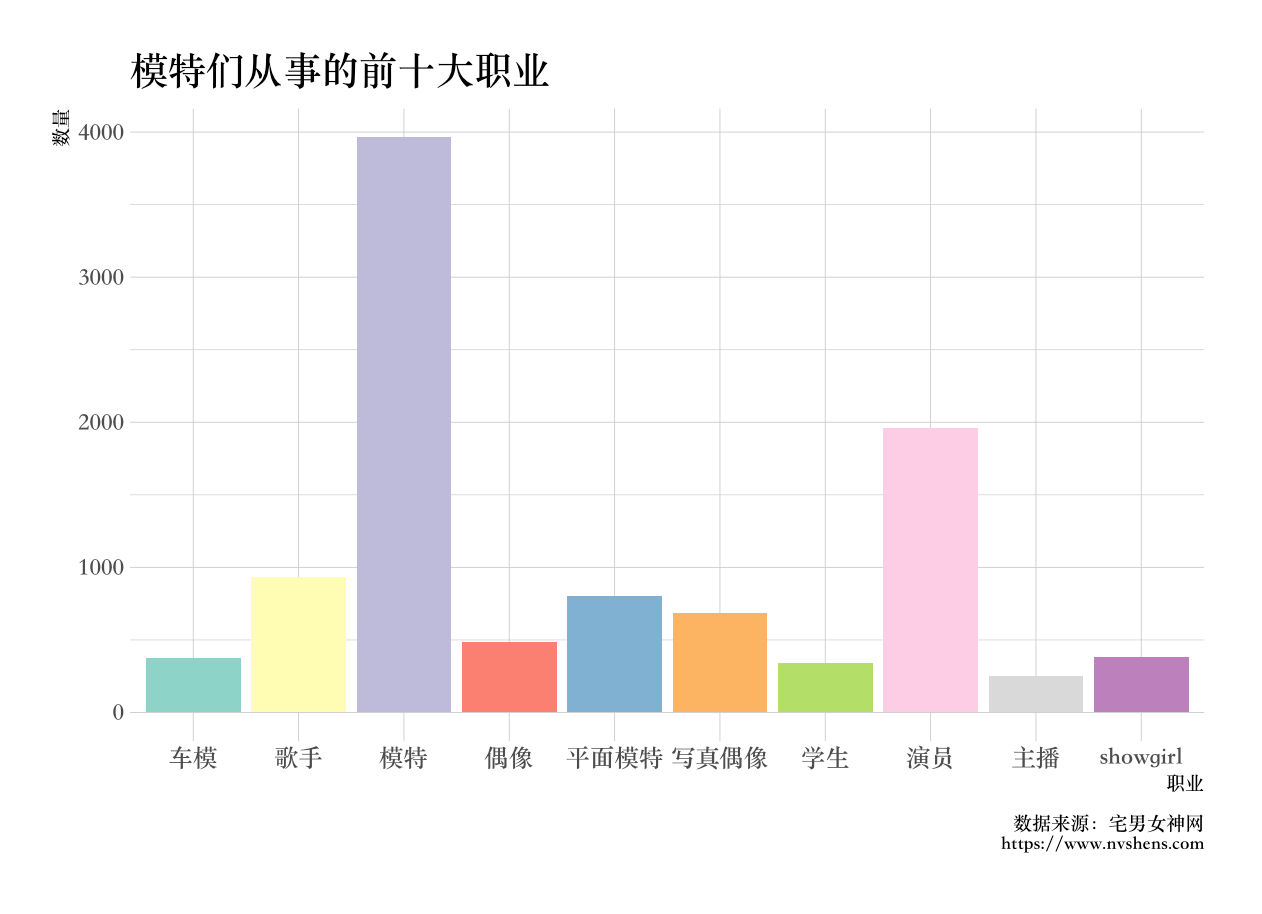 模特们从事的前十大职业
数量
4000
3000
2000
1000
0
车模 歌手 模特 偶像 平面模特 写真偶像 学生 演员 主播 showgirl
职业
数据来源：宅男女神网
https://www.nvshens.com